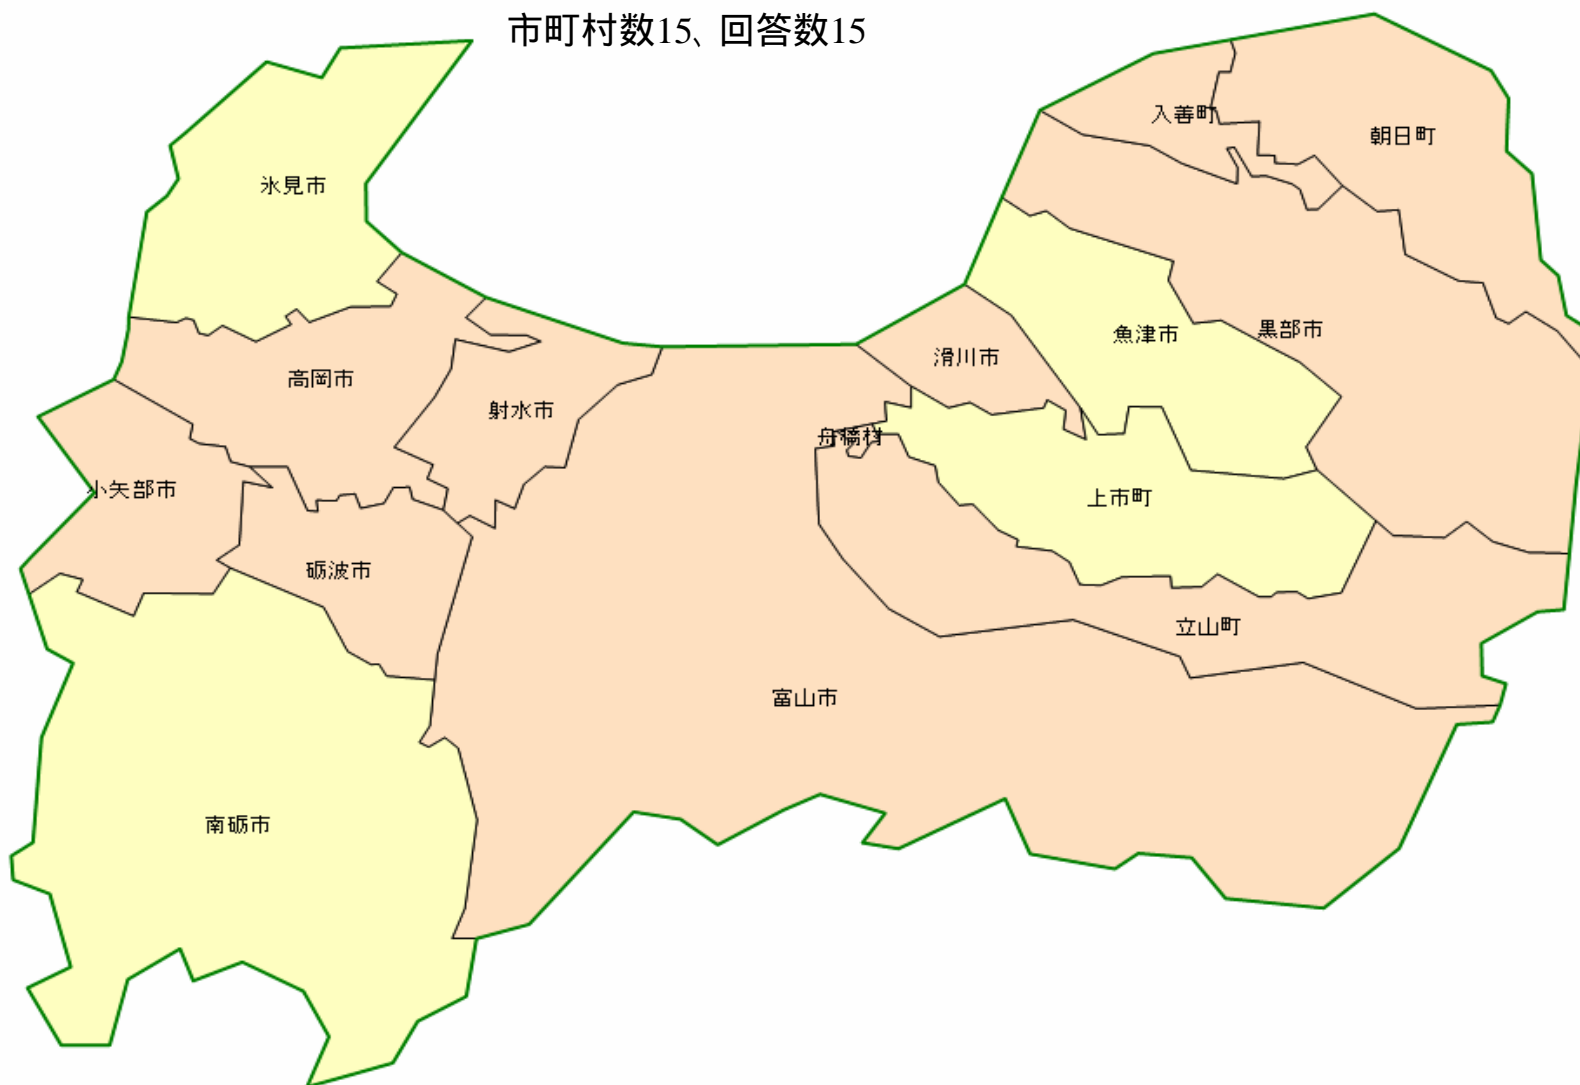 市町村数15、回答数15
入善町
朝日町
氷見市
魚津市
黒部市
滑川市
高岡市
射水市
舟橋村
小矢部市
上市町
砺波市
立山町
富山市
南砺市